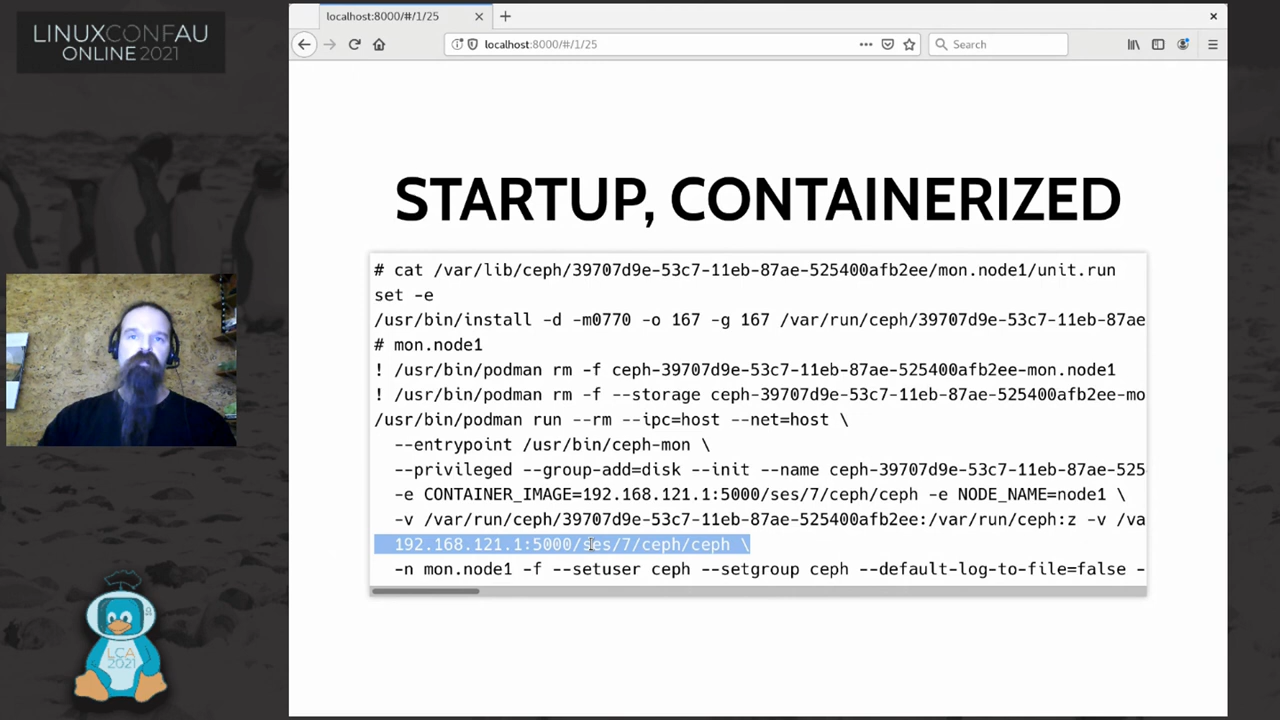 LINUXCONFAU
ONLINE 2021
localhost:8000/#/1/25
localhost:8000/#/1/25
Search
STARTUP, CONTAINERIZED
# cat /var/lib/ceph/39707d9e-53c7-11eb-87ae-525400afb2ee/mon.node1/unit.run
set -e
/usr/bin/install -d -m0770 -o 167 -g 167 /var/run/ceph/39707d9e-53c7-11eb-87ae-525400afb2ee
# mon.node1
! /usr/bin/podman rm -f ceph-39707d9e-53c7-11eb-87ae-525400afb2ee-mon.node1
! /usr/bin/podman rm -f --storage ceph-39707d9e-53c7-11eb-87ae-525400afb2ee-mo
/usr/bin/podman run --rm --ipc=host --net=host \
--entrypoint /usr/bin/ceph-mon \
--privileged --group-add=disk --init --name ceph-39707d9e-53c7-11eb-87ae-525
-e CONTAINER_IMAGE=192.168.121.1:5000/ses/7/ceph/ceph -e NODE_NAME=node1 \
-v /var/run/ceph/39707d9e-53c7-11eb-87ae-525400afb2ee:/var/run/ceph:z -v /va
192.168.121.1:5000/ses/7/ceph/ceph \
-n mon.node1 -f --setuser ceph --setgroup ceph --default-log-to-file=false -
LCA
2021